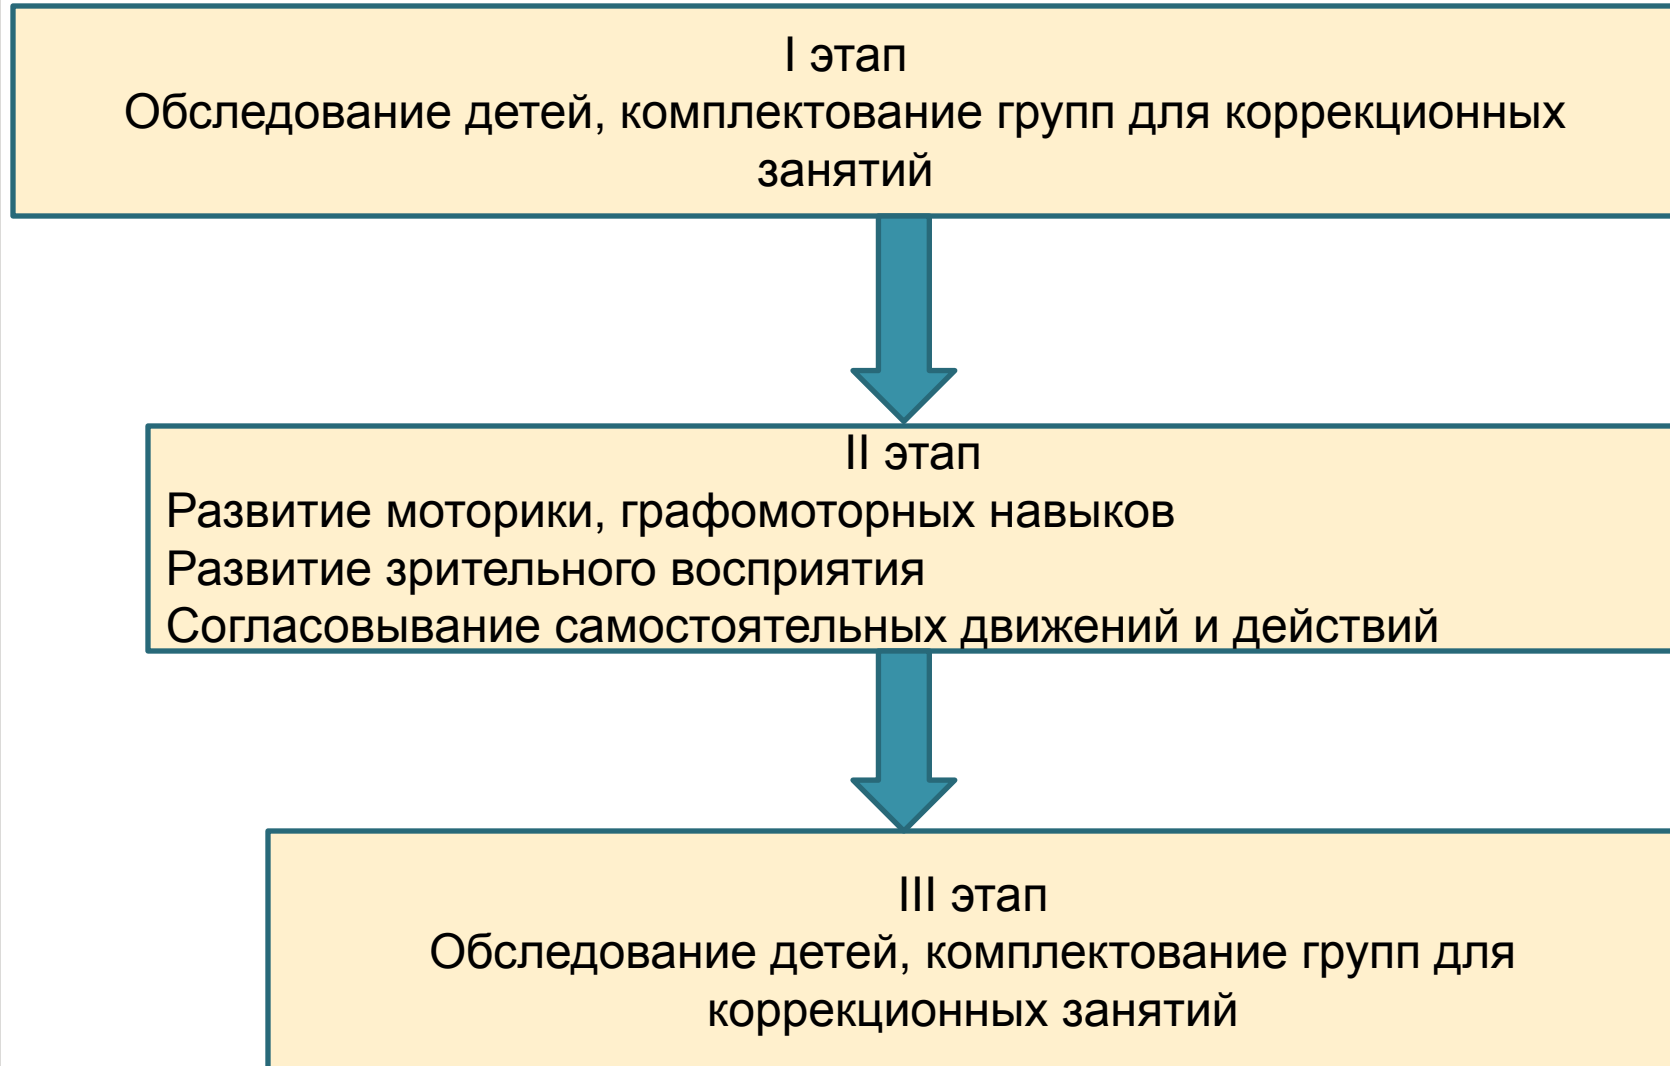 I этап
Обследование детей, комплектование групп для коррекционных
занятий
II этап
Развитие моторики, графомоторных навыков
Развитие зрительного восприятия
Согласовывание самостоятельных движений и действий
III этап
Обследование детей, комплектование групп для
коррекционных занятий